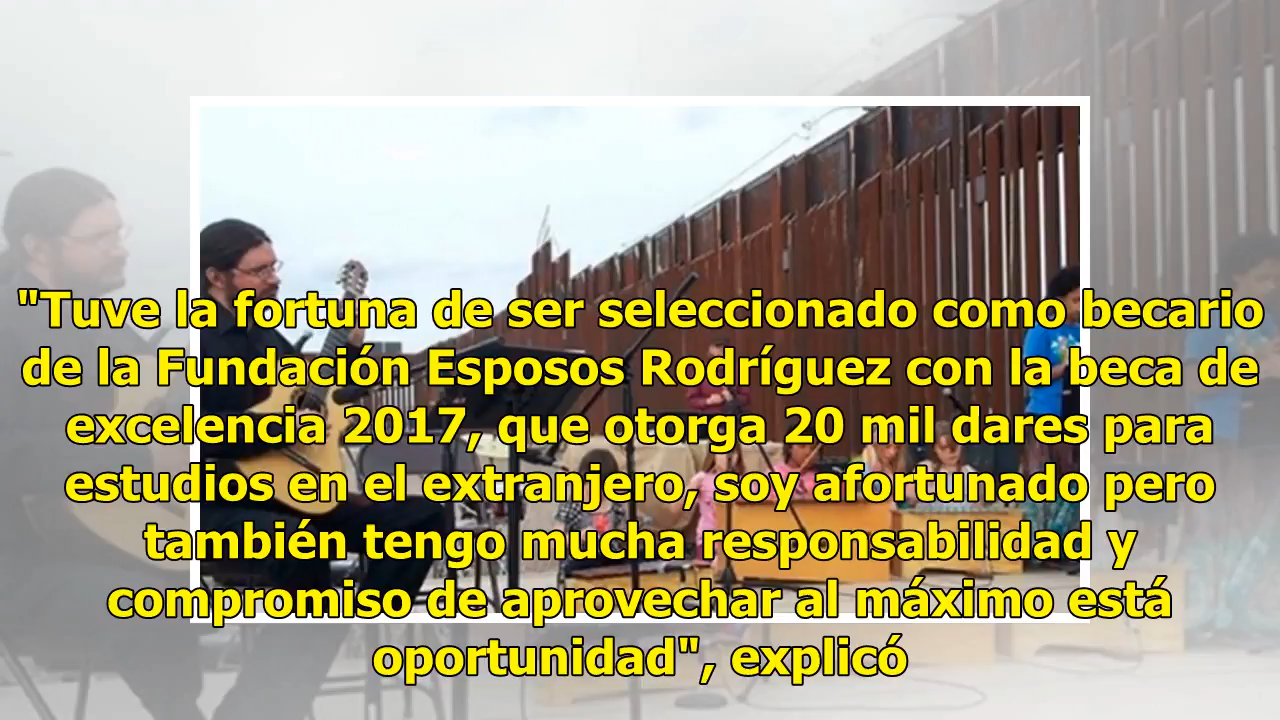 "Tuve la fortuna de ser seleccionado como becario
de la Fundación Esposos Rodríguez con la beca de
excelencia 2017, que otorga 20 mil dares para
estudios en el extranjero, soy afortunado pero
también tengo mucha responsabilidad y
compromiso de aprovechar al máximo está
oportunidad", explicó